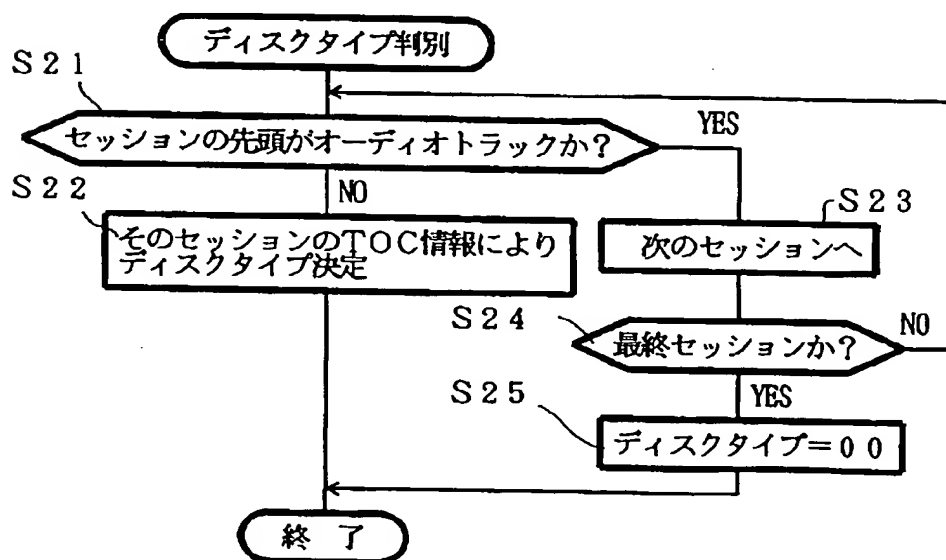 ディスクタイプ判別
S21
セッションの先頭がオーディオトラックか?
YES
NO
S22
そのセッションのTOC情報により
ディスクタイプ決定
S23
次のセッションへ
S24
最終セッションか?
NO
YES
S25
ディスクタイプ=00
終了